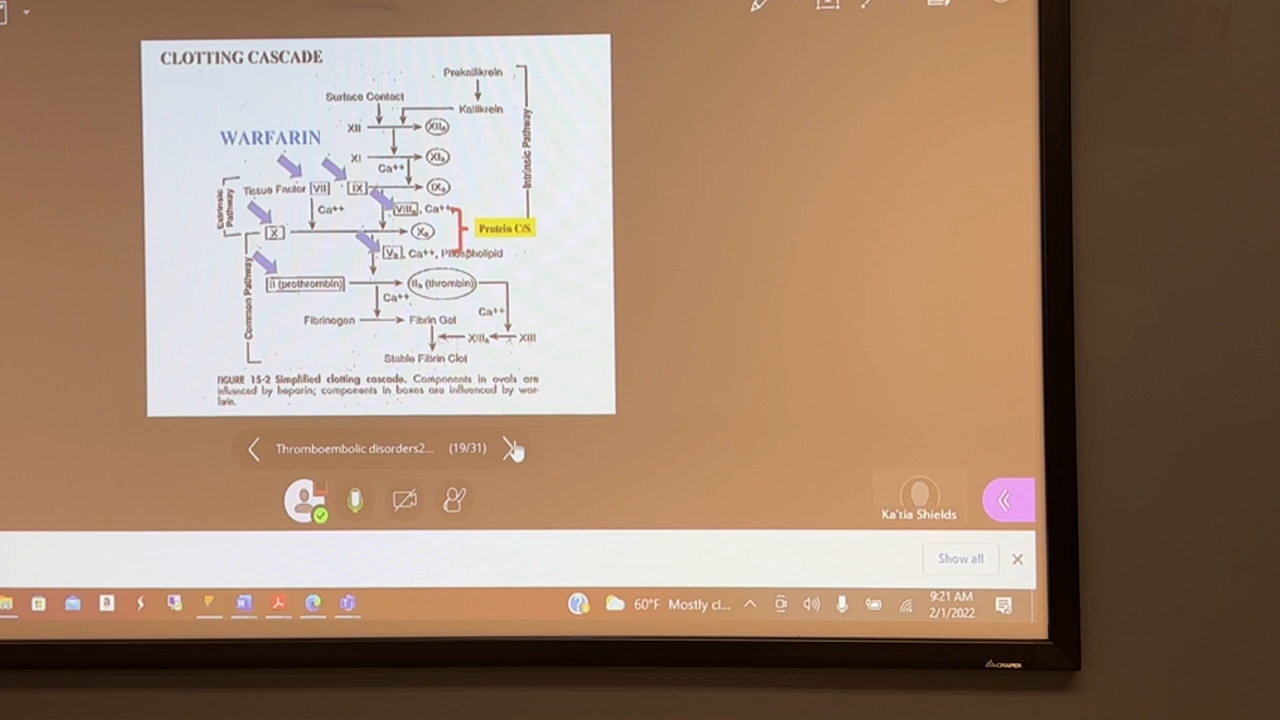 CLOTTING CASCADE
Prekallikrein
Surface Contact
Kallikrein
XII
XIIa
WARFARIN
XI
XIa
Ca++
Tissue Factor
VII
IX
IXa
Ca++
VIIIa, Ca++
X
Xa
Protein C/S
Va, Ca++, Phospholipid
II (prothrombin)
IIa (thrombin)
Ca++
Ca++
Fibrinogen
Fibrin Gel
XIIIa
XIII
Stable Fibrin Clot
Intrinsic Pathway
Extrinsic
Pathway
Common Pathway
FIGURE 15-2 Simplified clotting cascade. Components in ovals are
influenced by heparin; components in boxes are influenced by war-
farin.
Thromboembolic disorders2... (19/31)
Ka'tia Shields
Show all
60°F Mostly cl...
9:21 AM
2/1/2022
DRAPER